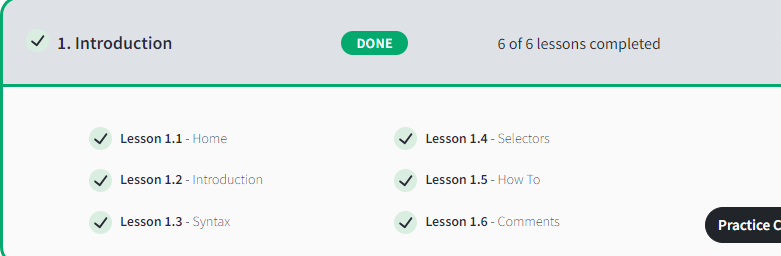 1. Introduction
DONE
6 of 6 lessons completed
Lesson 1.1 - Home
Lesson 1.2 - Introduction
Lesson 1.3 - Syntax
Lesson 1.4 - Selectors
Lesson 1.5 - How To
Lesson 1.6 - Comments
Practice